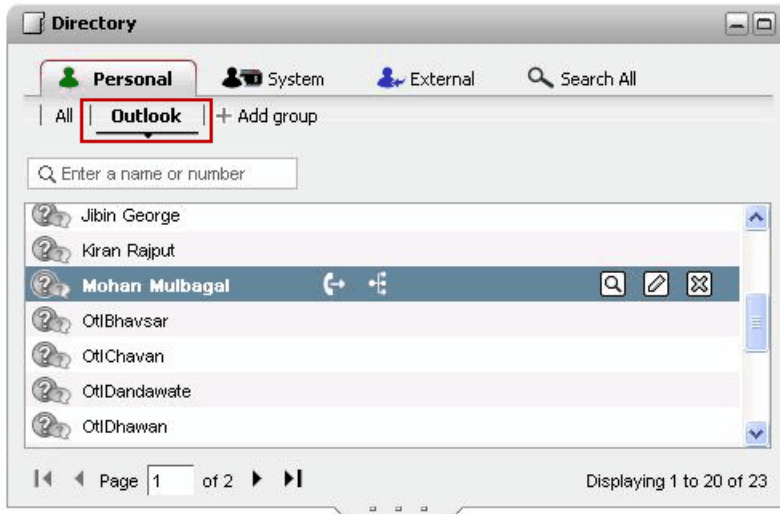 Directory
Personal System External Search All
All Outlook Add group
Enter a name or number
Jibin George
Kiran Rajput
Mohan Mulbagal
OtlBhavsar
OtlChavan
OtlDandawate
OtlDhawan
Page 1 of 2 Displaying 1 to 20 of 23